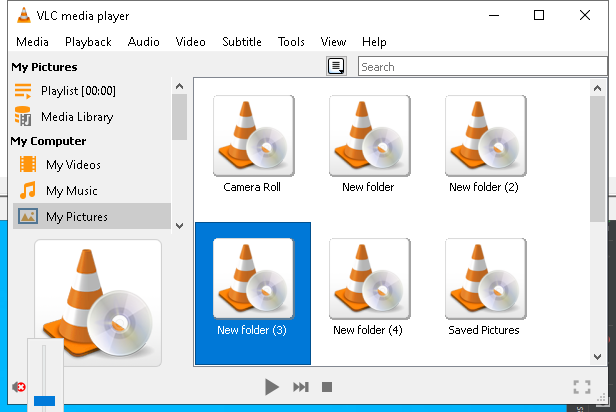 VLC media player
Media Playback Audio Video Subtitle Tools View Help
My Pictures
Search
Playlist [00:00]
Media Library
My Computer
My Videos
My Music
My Pictures
Camera Roll
New folder
New folder (2)
New folder (3)
New folder (4)
Saved Pictures